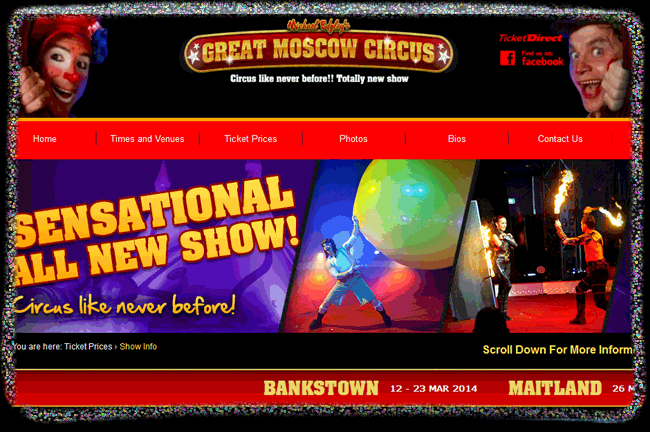 Michael Edgley's
GREAT MOSCOW CIRCUS
Circus like never before!! Totally new show
TicketDirect
Find us on
facebook
Home Times and Venues Ticket Prices Photos Bios Contact Us
SENSATIONAL
ALL NEW SHOW!
Circus like never before!
You are here: Ticket Prices › Show Info
Scroll Down For More Inform
BANKSTOWN 12 - 23 MAR 2014 MAITLAND 26 M